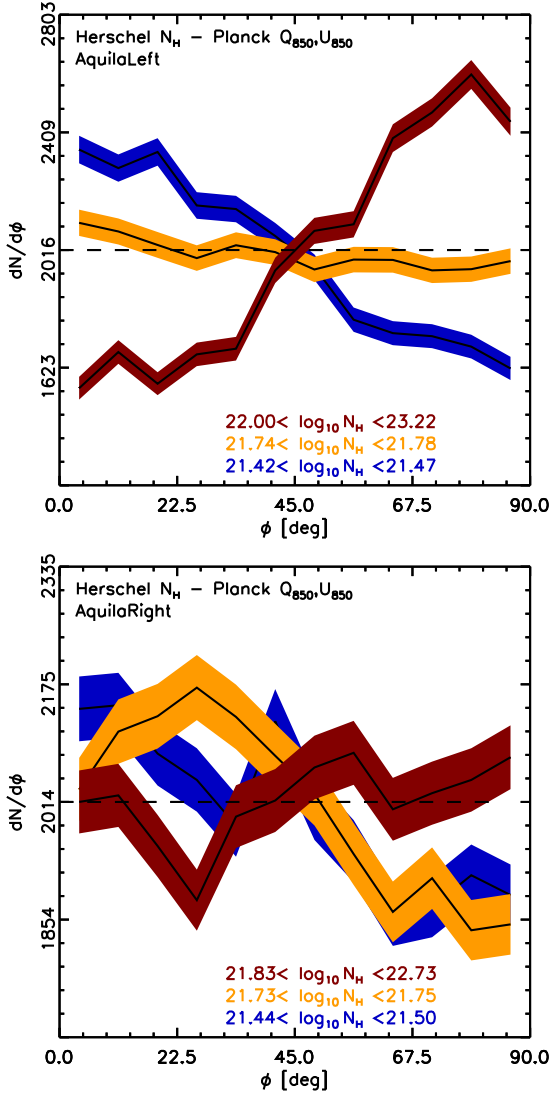 2803
Herschel N_H – Planck Q_850,U_850
AquilaLeft
2409
dN/dϕ
2016
1623
22.00< log_10 N_H <23.22
21.74< log_10 N_H <21.78
21.42< log_10 N_H <21.47
0.0 22.5 45.0 67.5 90.0
ϕ [deg]
2335
Herschel N_H – Planck Q_850,U_850
AquilaRight
2175
dN/dϕ
2014
1854
21.83< log_10 N_H <22.73
21.73< log_10 N_H <21.75
21.44< log_10 N_H <21.50
0.0 22.5 45.0 67.5 90.0
ϕ [deg]